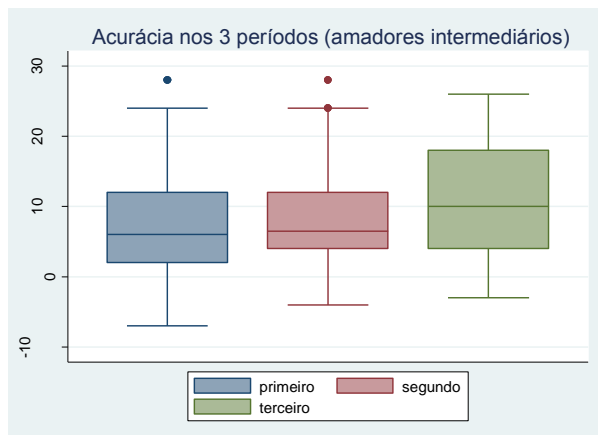 Acurácia nos 3 períodos (amadores intermediários)
30
20
10
0
-10
primeiro segundo
terceiro